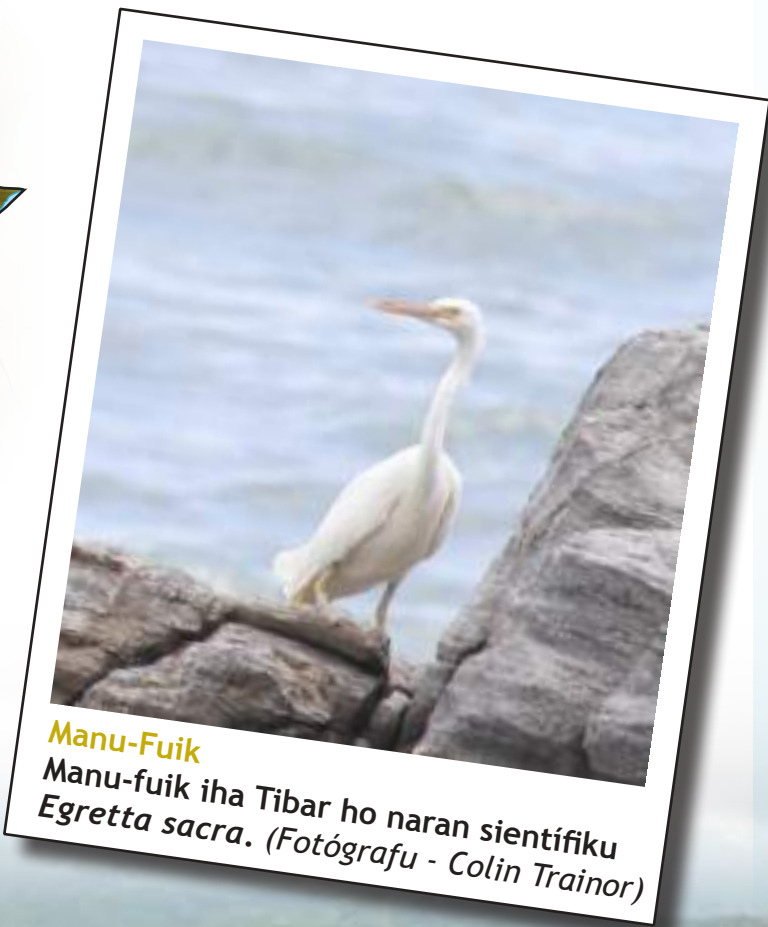 Manu-Fuik
Manu-fuik iha Tibar ho naran sientífiku
Egretta sacra. (Fotógrafu - Colin Trainor)